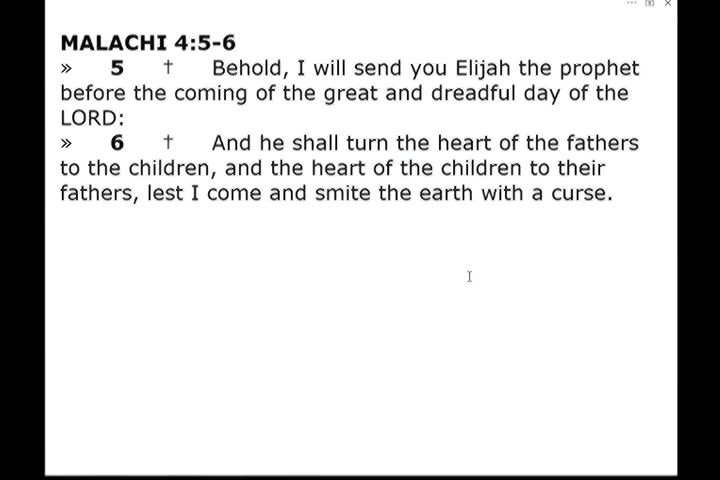 MALACHI 4:5-6
» 5 † Behold, I will send you Elijah the prophet
before the coming of the great and dreadful day of the
LORD:
» 6 † And he shall turn the heart of the fathers
to the children, and the heart of the children to their
fathers, lest I come and smite the earth with a curse.